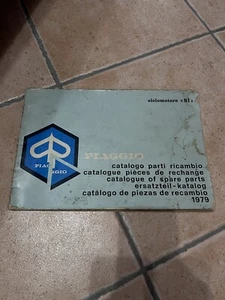 ciclomotore «SI»
PIAGGIO
PIAGGIO
catalogo parti ricambio
catalogue pièces de rechange
catalogue of spare parts
ersatzteil-katalog
catálogo de piezas de recambio
1979